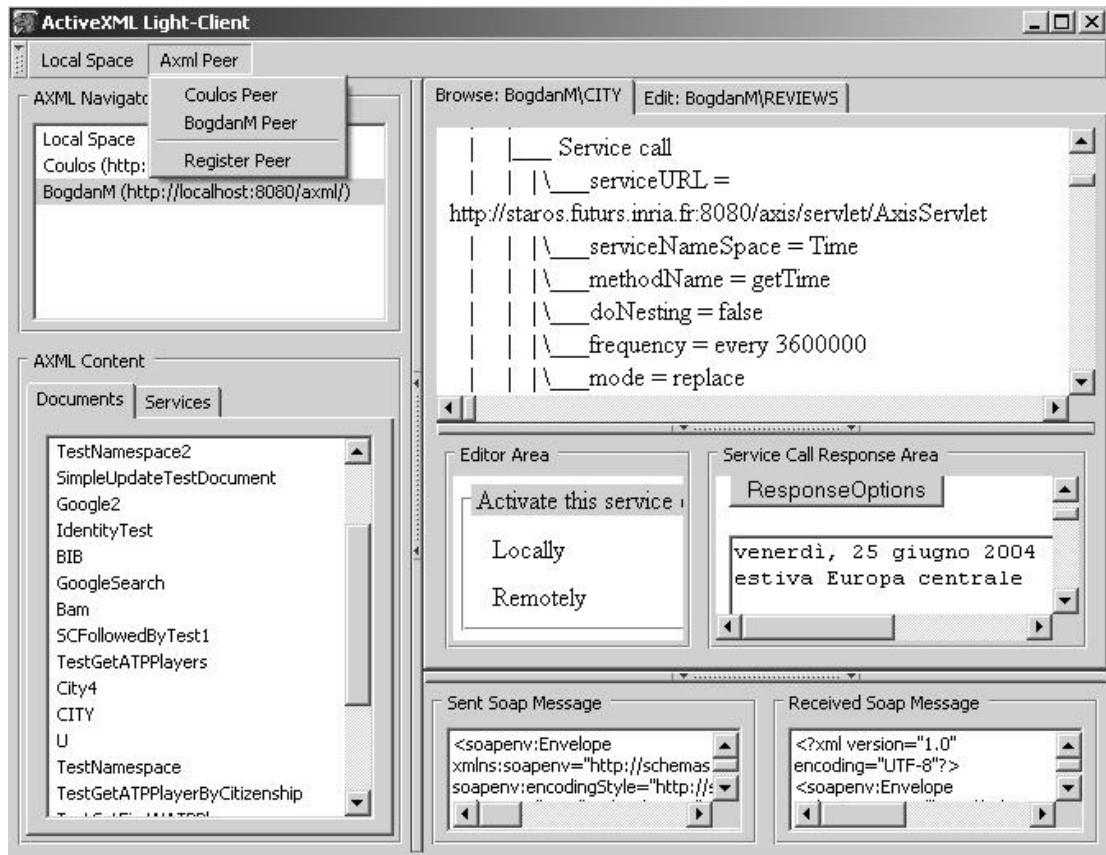 ActiveXML Light-Client
Local Space Axml Peer
Coulos Peer
BogdanM Peer
Register Peer
AXML Navigato
Local Space
Coulos (http:
BogdanM (http://localhost:8080/axml/)
AXML Content
Documents Services
TestNamespace2
SimpleUpdateTestDocument
Google2
IdentityTest
BIB
GoogleSearch
Bam
SCFollowedByTest1
TestGetATPPlayers
City4
CITY
U
TestNamespace
TestGetATPPlayerByCitizenship
Browse: BogdanM\CITY Edit: BogdanM\REVIEWS
| |___ Service call
| | |\___serviceURL =
http://staros.futurs.inria.fr:8080/axis/servlet/AxisServlet
| | |\___serviceNameSpace = Time
| | |\___methodName = getTime
| | |\___doNesting = false
| | |\___frequency = every 3600000
| | |\___mode = replace
Editor Area
Activate this service
Locally
Remotely
Service Call Response Area
ResponseOptions
venerdì, 25 giugno 2004
estiva Europa centrale
Sent Soap Message
<soapenv:Envelope
xmlns:soapenv="http://schemas
soapenv:encodingStyle="http://s
Received Soap Message
<?xml version="1.0"
encoding="UTF-8"?>
<soapenv:Envelope